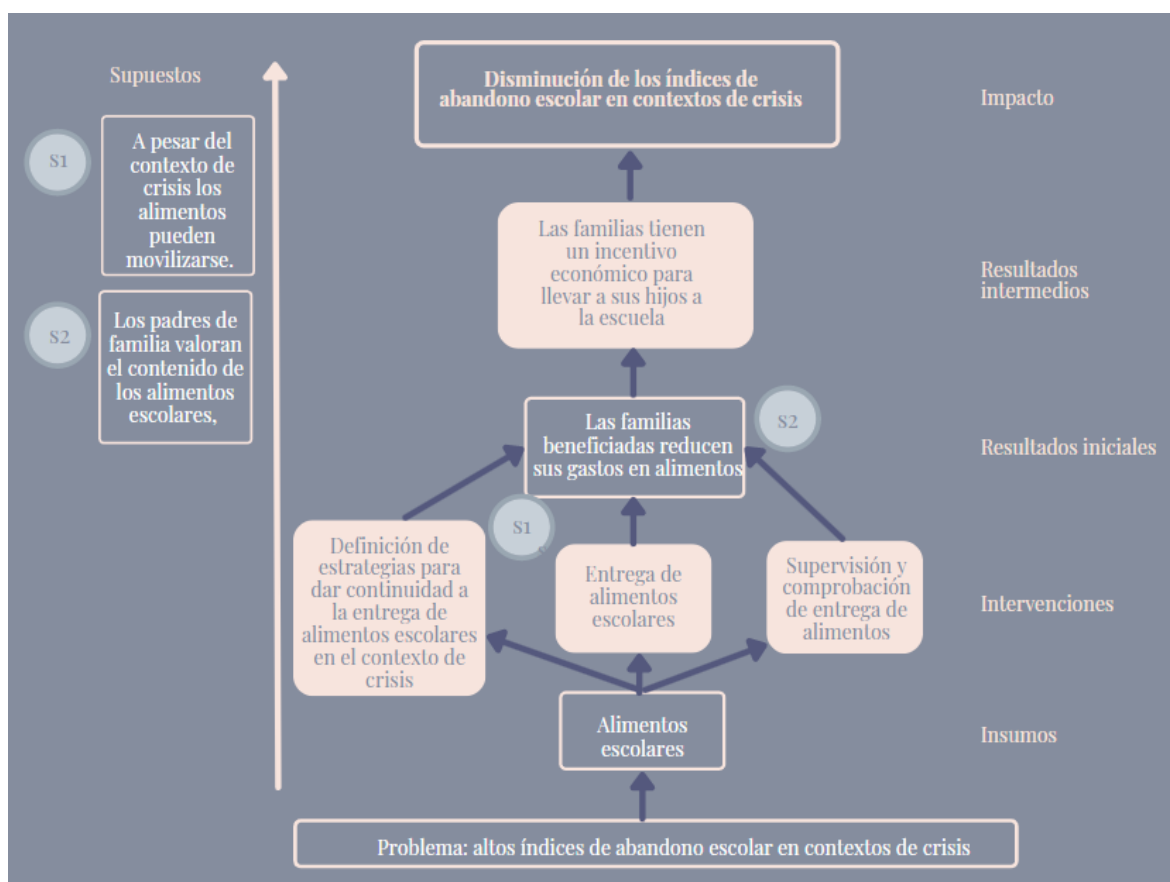 Supuestos
S1
A pesar del
contexto de
crisis los
alimentos
pueden
movilizarse.
S2
Los padres de
familia valoran
el contenido de
los alimentos
escolares,
Disminución de los índices de
abandono escolar en contextos de crisis
Impacto
Las familias tienen
un incentivo
económico para
llevar a sus hijos a
la escuela
Resultados
intermedios
Las familias
beneficiadas reducen
sus gastos en alimentos
S2
Resultados iniciales
S1
Definición de
estrategias para
dar continuidad a
la entrega de
alimentos escolares
en el contexto de
crisis
Entrega de
alimentos
escolares
Supervisión y
comprobación
de entrega de
alimentos
Intervenciones
Alimentos
escolares
Insumos
Problema: altos índices de abandono escolar en contextos de crisis